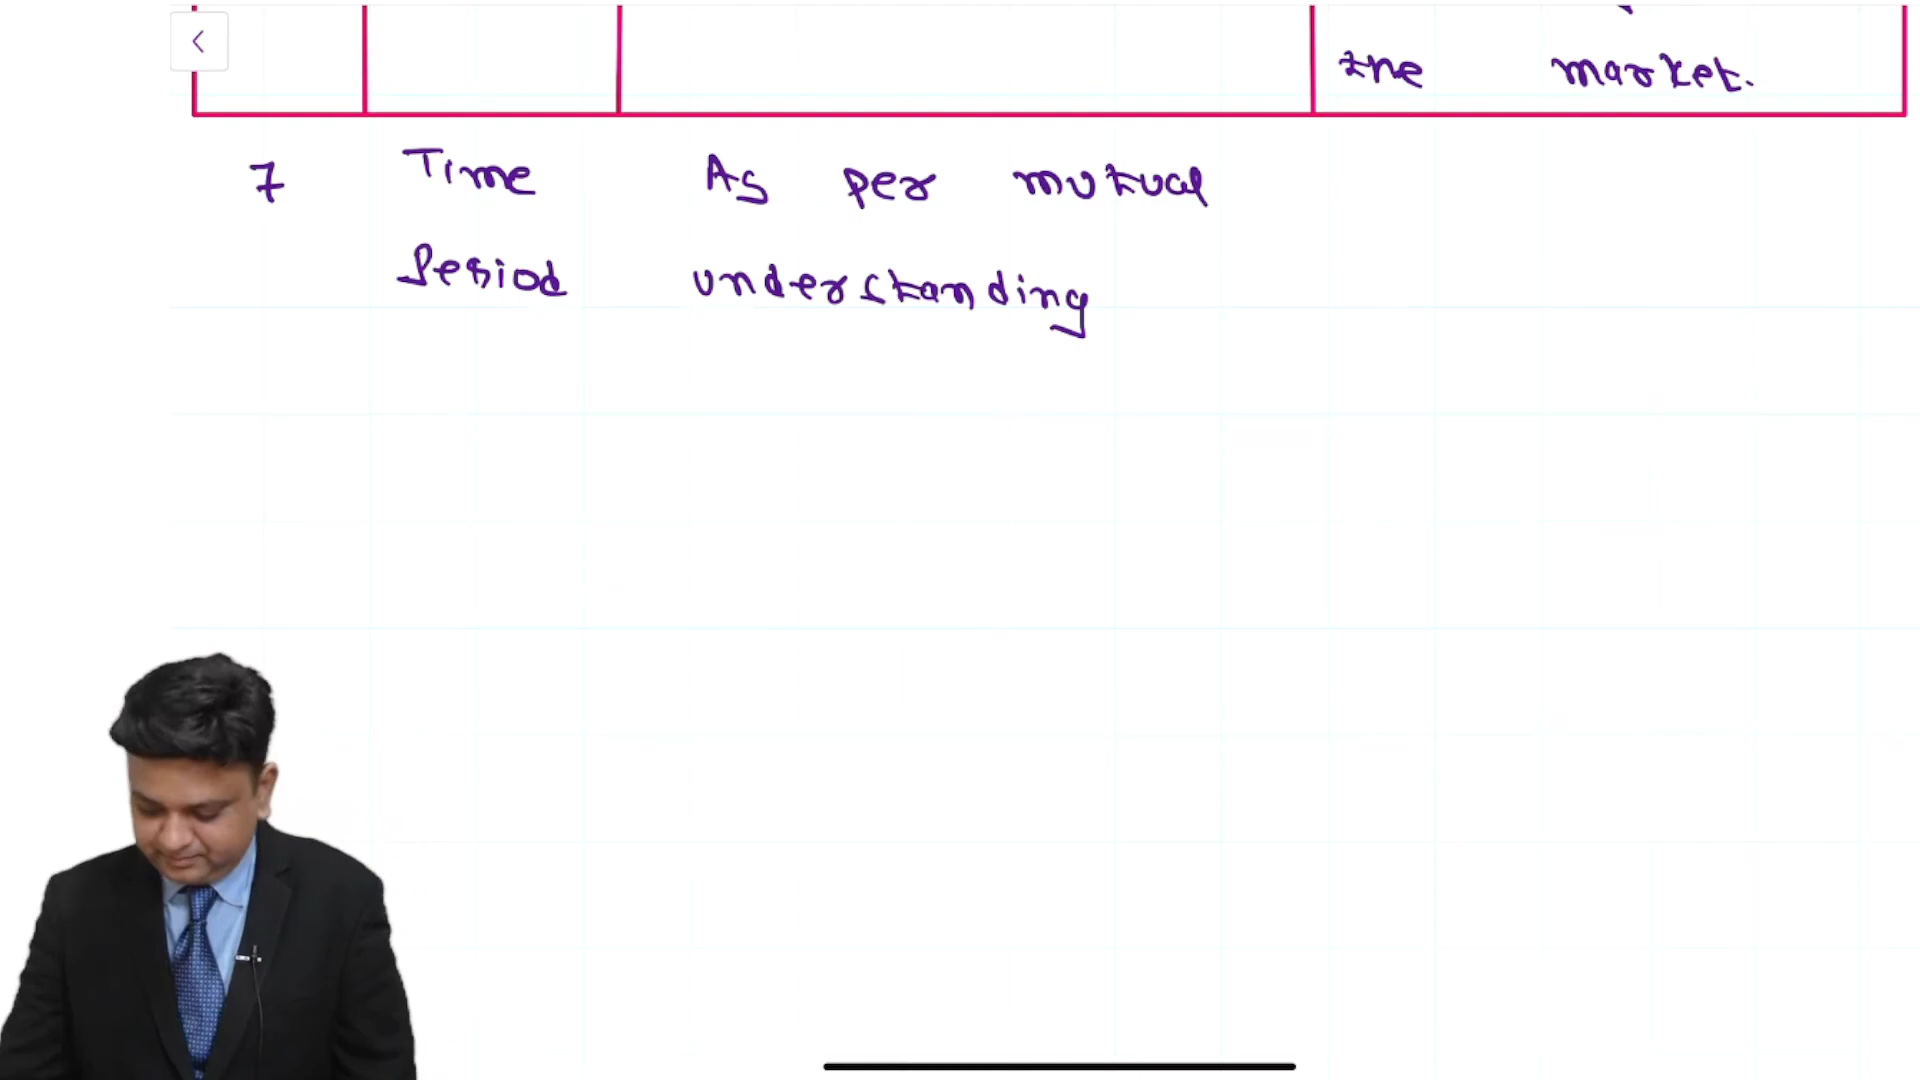 the market.
7 Time As per mutual
Period understanding